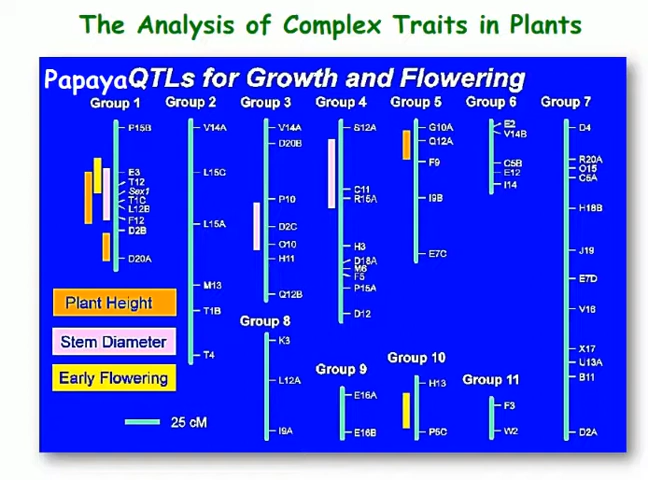 The Analysis of Complex Traits in Plants
Papaya QTLs for Growth and Flowering
Group 1
P15B
E3
T12
Sex1
T1C
L12B
F12
D2B
D20A
Group 2
V14A
L15C
L15A
M13
T1B
T4
Group 3
V14A
D20B
P10
D2C
O10
H11
Q12B
Group 4
S12A
C11
R15A
H3
D18A
M6
F5
P15A
D12
Group 5
G10A
Q12A
F9
I9B
E7C
Group 6
E2
V14B
C5B
E12
I14
Group 7
D4
R20A
O15
C5A
H18B
J19
E7D
V16
X17
U13A
B11
D2A
Plant Height
Stem Diameter
Early Flowering
25 cM
Group 8
K3
L12A
I9A
Group 9
E16A
E16B
Group 10
H13
P5C
Group 11
F3
W2